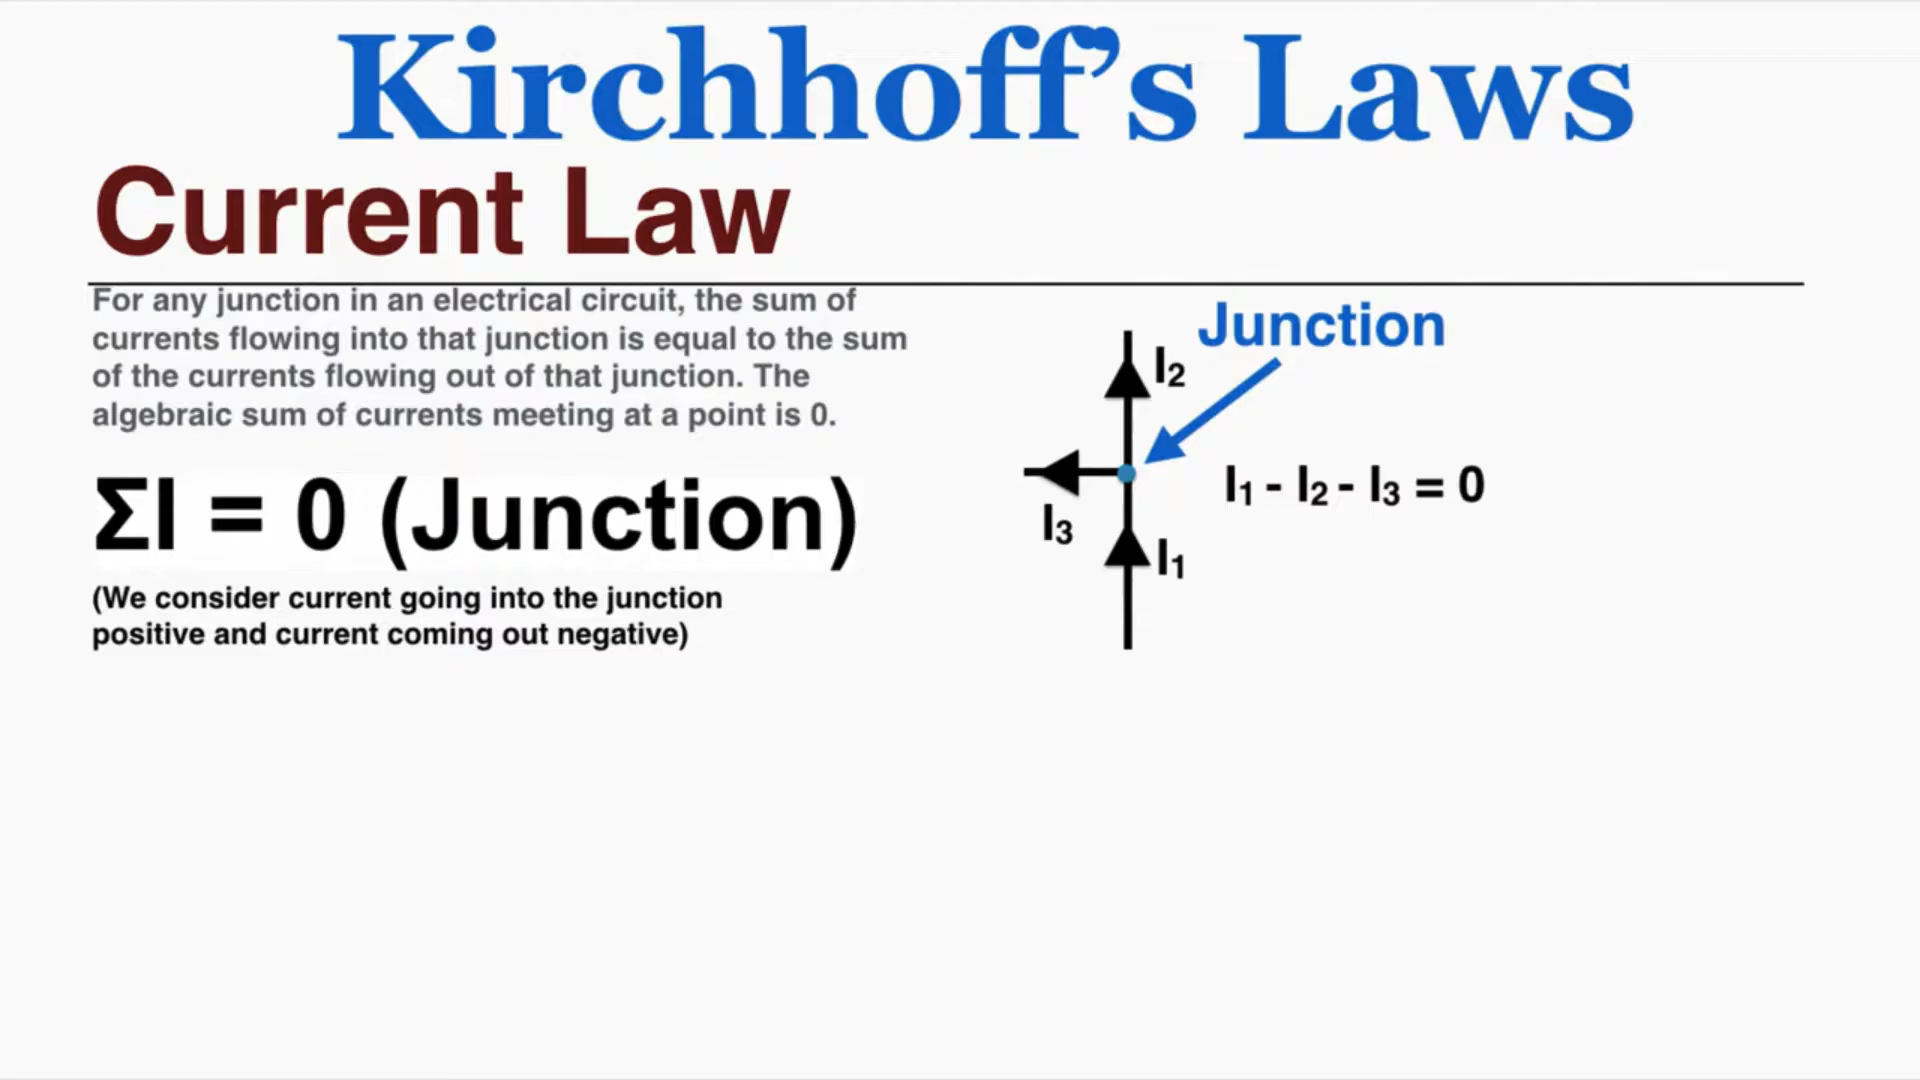 Kirchhoff’s Laws
Current Law
For any junction in an electrical circuit, the sum of
currents flowing into that junction is equal to the sum
of the currents flowing out of that junction. The
algebraic sum of currents meeting at a point is 0.
ΣI = 0 (Junction)
(We consider current going into the junction
positive and current coming out negative)
Junction
I₂
I₁ - I₂ - I₃ = 0
I₃
I₁